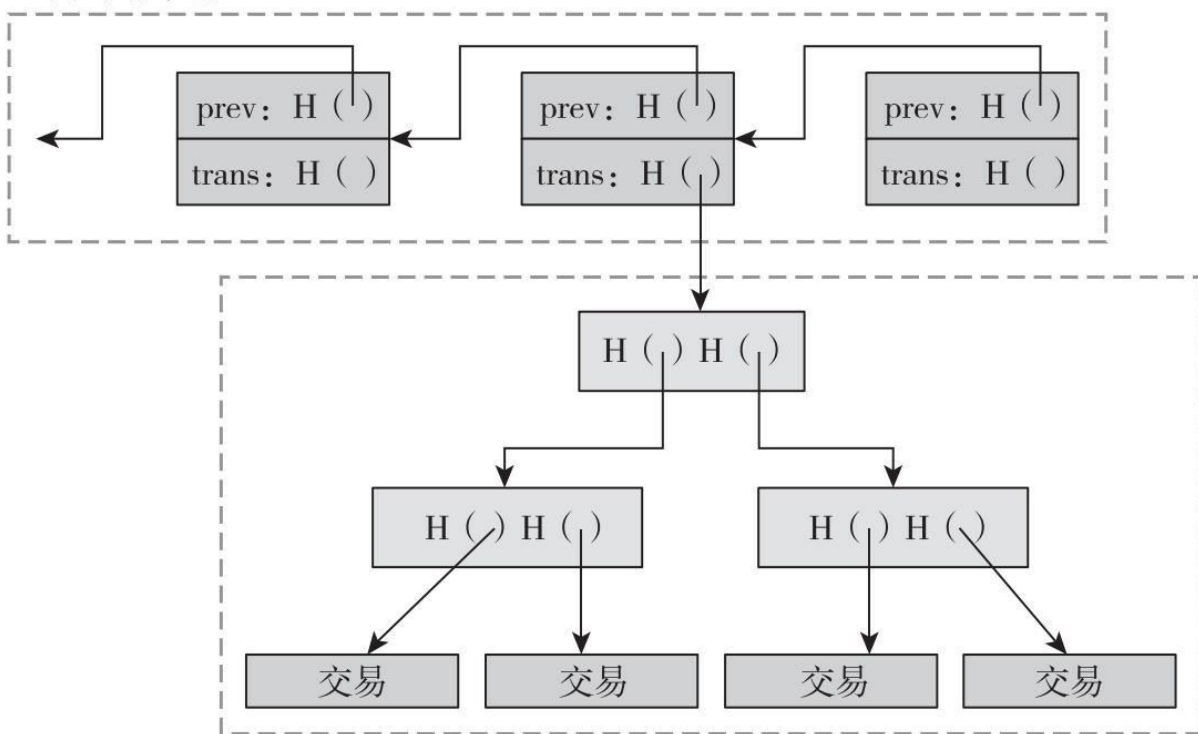 prev: H ( )
prev: H ( )
prev: H ( )
trans: H ( )
trans: H ( )
trans: H ( )
H ( ) H ( )
H ( ) H ( )
H ( ) H ( )
交易
交易
交易
交易